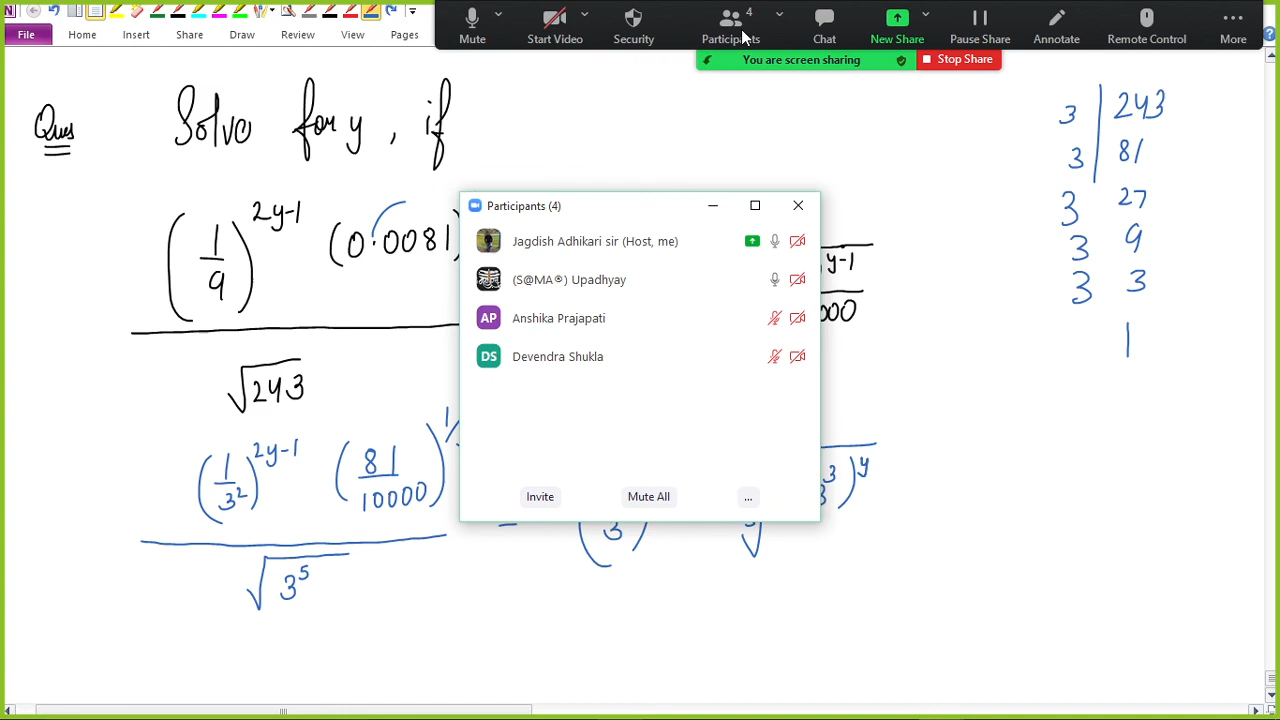 Mute
Start Video
Security
4
Participants
Chat
New Share
Pause Share
Annotate
Remote Control
More
File
Home
Insert
Share
Draw
Review
View
Pages
You are screen sharing
Stop Share
Ques Solve for y, if
(1/9)^{2y-1} (0.0081)
√243
y-1
000
Participants (4)
Jagdish Adhikari sir (Host, me)
(S@MA®) Upadhyay
AP Anshika Prajapati
DS Devendra Shukla
Invite
Mute All
...
(1/3²)^{2y-1} (81/10000)^{1/
√3⁵
=
(3)
3³)^y
3 | 243
3 | 81
3 27
3 9
3 3
1